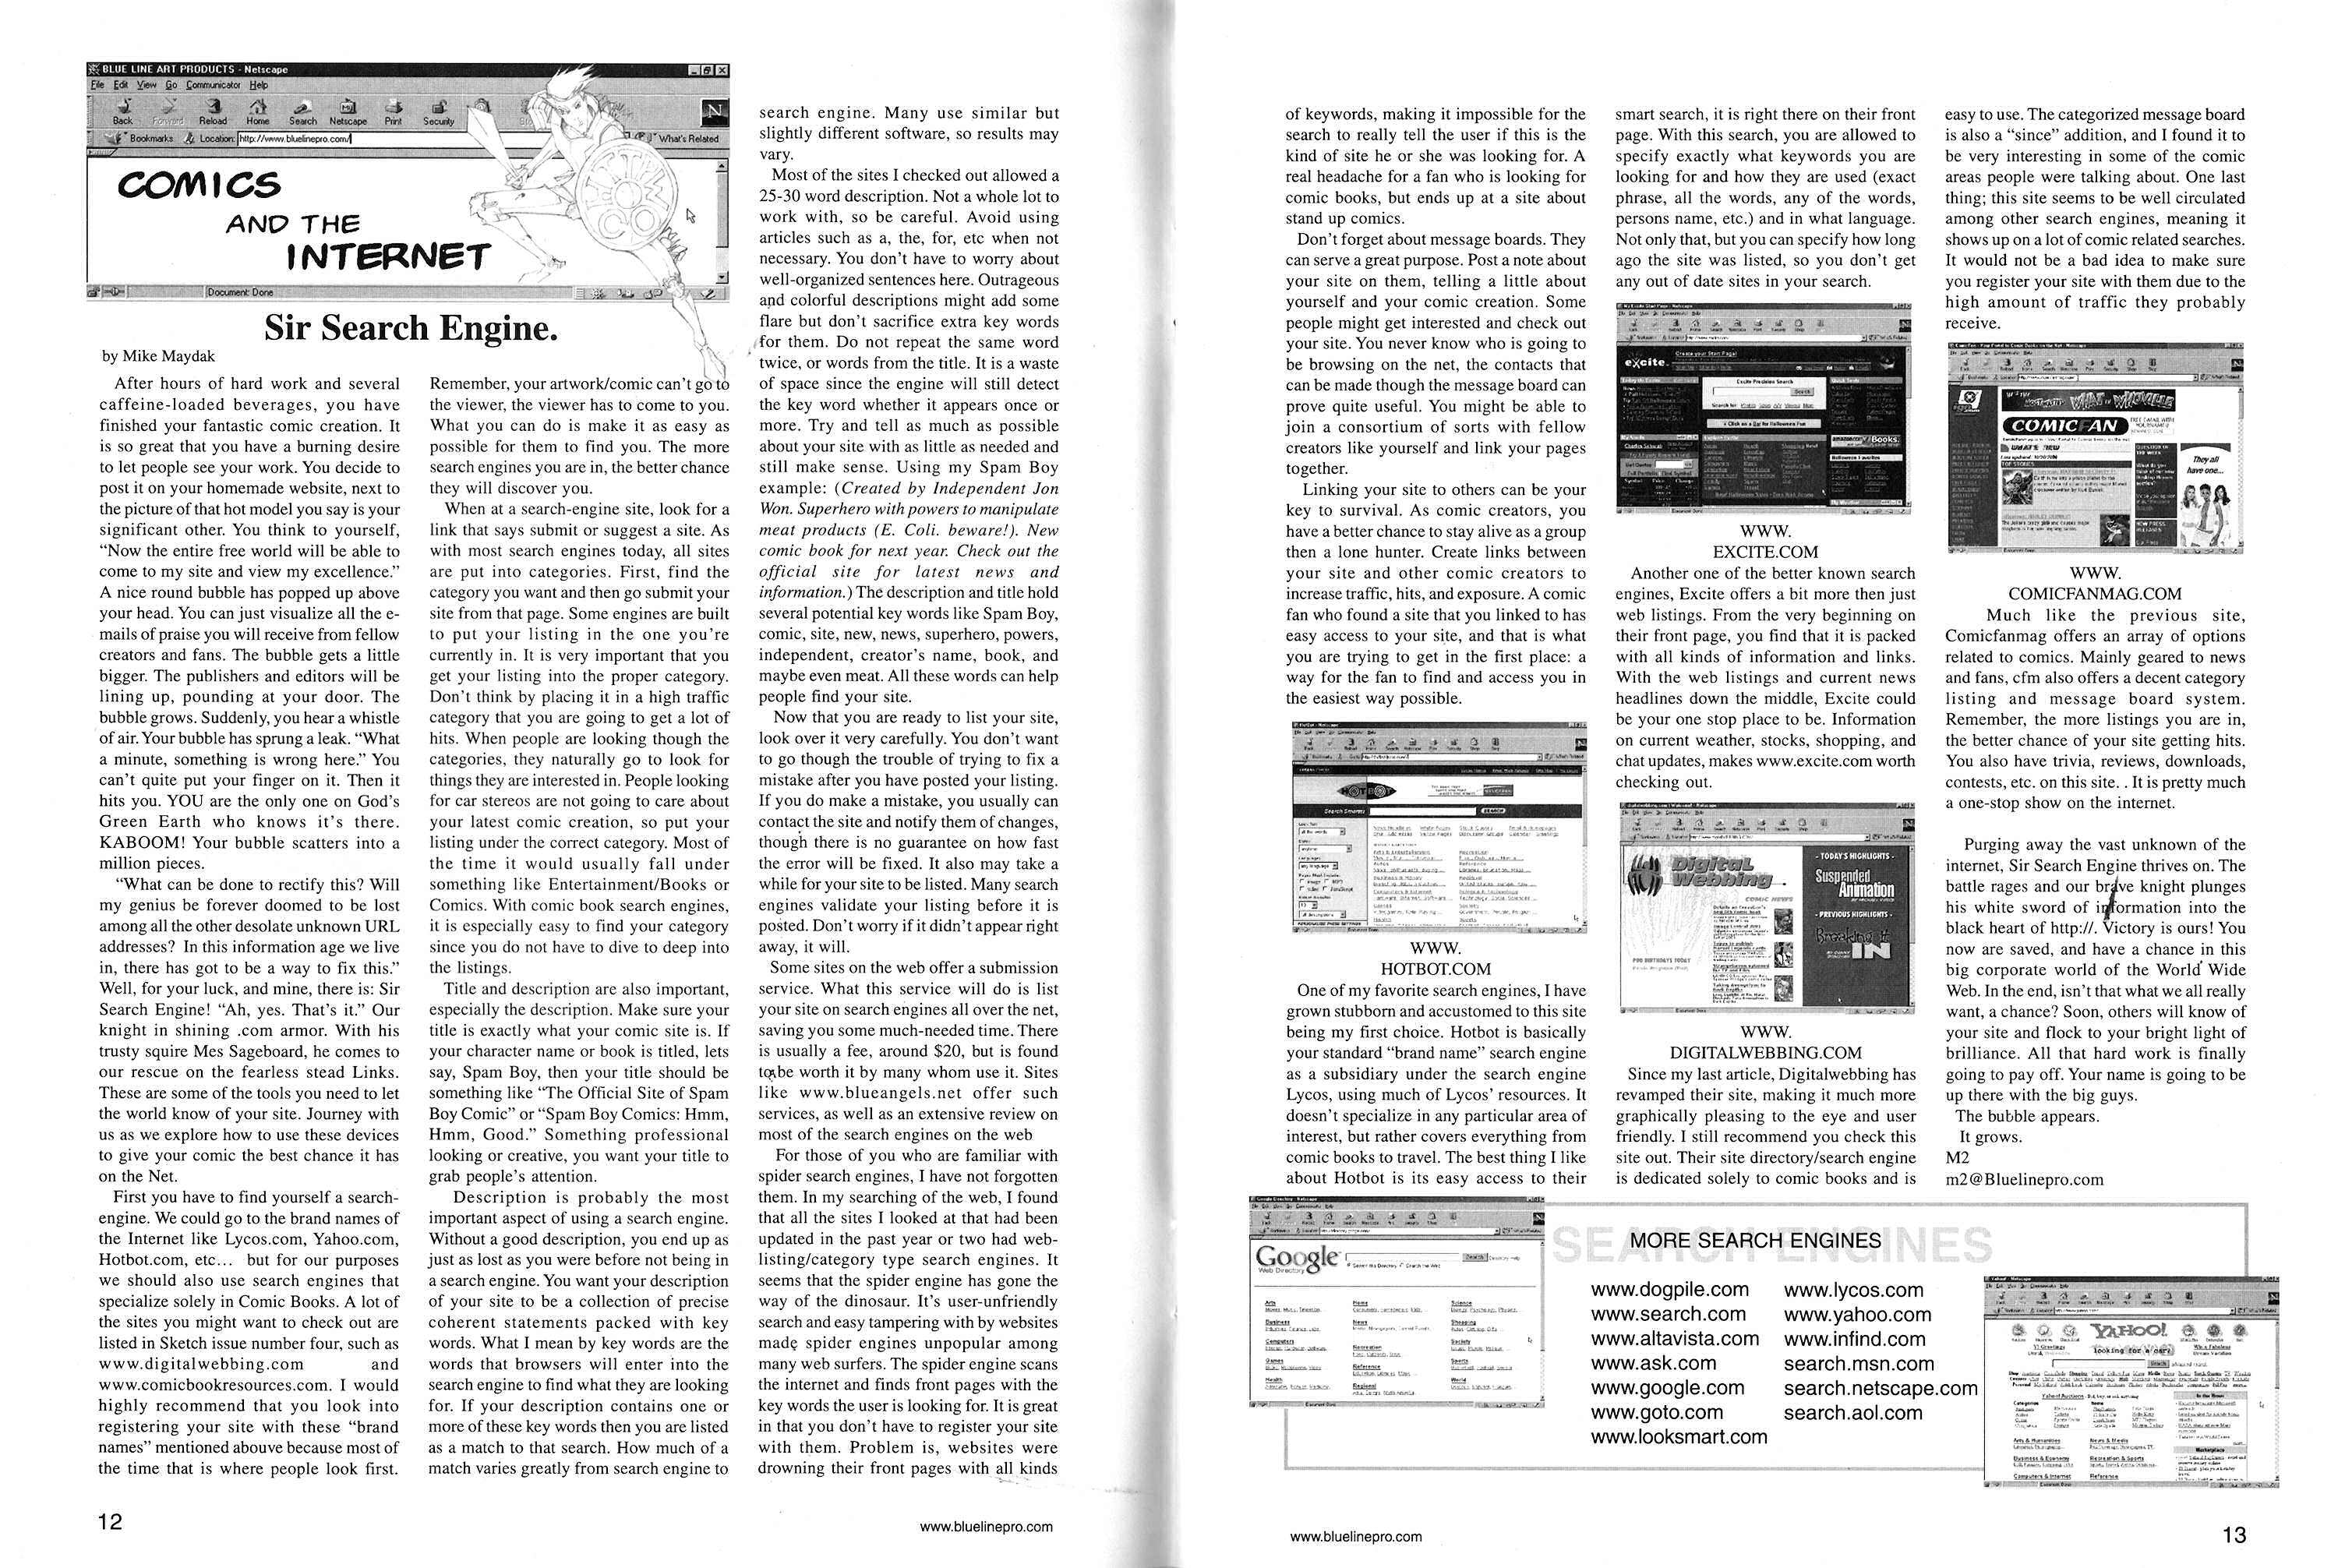 BLUE LINE ART PRODUCTS - Netscape
File Edit View Go Communicator Help
Back Forward Reload Home Search Netscape Print Security
Bookmarks Location: http://www.bluelinepro.com/ What's Related
COMICS
AND THE
INTERNET
Document: Done
Sir Search Engine.
by Mike Maydak
After hours of hard work and several
caffeine-loaded beverages, you have
finished your fantastic comic creation. It
is so great that you have a burning desire
to let people see your work. You decide to
post it on your homemade website, next to
the picture of that hot model you say is your
significant other. You think to yourself,
“Now the entire free world will be able to
come to my site and view my excellence.”
A nice round bubble has popped up above
your head. You can just visualize all the e-
mails of praise you will receive from fellow
creators and fans. The bubble gets a little
bigger. The publishers and editors will be
lining up, pounding at your door. The
bubble grows. Suddenly, you hear a whistle
of air. Your bubble has sprung a leak. “What
a minute, something is wrong here.” You
can’t quite put your finger on it. Then it
hits you. YOU are the only one on God’s
Green Earth who knows it’s there.
KABOOM! Your bubble scatters into a
million pieces.
“What can be done to rectify this? Will
my genius be forever doomed to be lost
among all the other desolate unknown URL
addresses? In this information age we live
in, there has got to be a way to fix this.”
Well, for your luck, and mine, there is: Sir
Search Engine! “Ah, yes. That’s it.” Our
knight in shining .com armor. With his
trusty squire Mes Sageboard, he comes to
our rescue on the fearless stead Links.
These are some of the tools you need to let
the world know of your site. Journey with
us as we explore how to use these devices
to give your comic the best chance it has
on the Net.
First you have to find yourself a search-
engine. We could go to the brand names of
the Internet like Lycos.com, Yahoo.com,
Hotbot.com, etc... but for our purposes
we should also use search engines that
specialize solely in Comic Books. A lot of
the sites you might want to check out are
listed in Sketch issue number four, such as
www.digitalwebbing.com and
www.comicbookresources.com. I would
highly recommend that you look into
registering your site with these “brand
names” mentioned abouve because most of
the time that is where people look first.
Remember, your artwork/comic can’t go to
the viewer, the viewer has to come to you.
What you can do is make it as easy as
possible for them to find you. The more
search engines you are in, the better chance
they will discover you.
When at a search-engine site, look for a
link that says submit or suggest a site. As
with most search engines today, all sites
are put into categories. First, find the
category you want and then go submit your
site from that page. Some engines are built
to put your listing in the one you’re
currently in. It is very important that you
get your listing into the proper category.
Don’t think by placing it in a high traffic
category that you are going to get a lot of
hits. When people are looking though the
categories, they naturally go to look for
things they are interested in. People looking
for car stereos are not going to care about
your latest comic creation, so put your
listing under the correct category. Most of
the time it would usually fall under
something like Entertainment/Books or
Comics. With comic book search engines,
it is especially easy to find your category
since you do not have to dive to deep into
the listings.
Title and description are also important,
especially the description. Make sure your
title is exactly what your comic site is. If
your character name or book is titled, lets
say, Spam Boy, then your title should be
something like “The Official Site of Spam
Boy Comic” or “Spam Boy Comics: Hmm,
Hmm, Good.” Something professional
looking or creative, you want your title to
grab people’s attention.
Description is probably the most
important aspect of using a search engine.
Without a good description, you end up as
just as lost as you were before not being in
a search engine. You want your description
of your site to be a collection of precise
coherent statements packed with key
words. What I mean by key words are the
words that browsers will enter into the
search engine to find what they are looking
for. If your description contains one or
more of these key words then you are listed
as a match to that search. How much of a
match varies greatly from search engine to
search engine. Many use similar but
slightly different software, so results may
vary.
Most of the sites I checked out allowed a
25-30 word description. Not a whole lot to
work with, so be careful. Avoid using
articles such as a, the, for, etc when not
necessary. You don’t have to worry about
well-organized sentences here. Outrageous
and colorful descriptions might add some
flare but don’t sacrifice extra key words
for them. Do not repeat the same word
twice, or words from the title. It is a waste
of space since the engine will still detect
the key word whether it appears once or
more. Try and tell as much as possible
about your site with as little as needed and
still make sense. Using my Spam Boy
example: (Created by Independent Jon
Won. Superhero with powers to manipulate
meat products (E. Coli. beware!). New
comic book for next year. Check out the
official site for latest news and
information.) The description and title hold
several potential key words like Spam Boy,
comic, site, new, news, superhero, powers,
independent, creator’s name, book, and
maybe even meat. All these words can help
people find your site.
Now that you are ready to list your site,
look over it very carefully. You don’t want
to go though the trouble of trying to fix a
mistake after you have posted your listing.
If you do make a mistake, you usually can
contact the site and notify them of changes,
though there is no guarantee on how fast
the error will be fixed. It also may take a
while for your site to be listed. Many search
engines validate your listing before it is
posted. Don’t worry if it didn’t appear right
away, it will.
Some sites on the web offer a submission
service. What this service will do is list
your site on search engines all over the net,
saving you some much-needed time. There
is usually a fee, around $20, but is found
to be worth it by many whom use it. Sites
like www.blueangels.net offer such
services, as well as an extensive review on
most of the search engines on the web
For those of you who are familiar with
spider search engines, I have not forgotten
them. In my searching of the web, I found
that all the sites I looked at that had been
updated in the past year or two had web-
listing/category type search engines. It
seems that the spider engine has gone the
way of the dinosaur. It’s user-unfriendly
search and easy tampering with by websites
made spider engines unpopular among
many web surfers. The spider engine scans
the internet and finds front pages with the
key words the user is looking for. It is great
in that you don’t have to register your site
with them. Problem is, websites were
drowning their front pages with all kinds
12
www.bluelinepro.com
of keywords, making it impossible for the
search to really tell the user if this is the
kind of site he or she was looking for. A
real headache for a fan who is looking for
comic books, but ends up at a site about
stand up comics.
Don’t forget about message boards. They
can serve a great purpose. Post a note about
your site on them, telling a little about
yourself and your comic creation. Some
people might get interested and check out
your site. You never know who is going to
be browsing on the net, the contacts that
can be made though the message board can
prove quite useful. You might be able to
join a consortium of sorts with fellow
creators like yourself and link your pages
together.
Linking your site to others can be your
key to survival. As comic creators, you
have a better chance to stay alive as a group
then a lone hunter. Create links between
your site and other comic creators to
increase traffic, hits, and exposure. A comic
fan who found a site that you linked to has
easy access to your site, and that is what
you are trying to get in the first place: a
way for the fan to find and access you in
the easiest way possible.
HOTBOT
WWW.
HOTBOT.COM
One of my favorite search engines, I have
grown stubborn and accustomed to this site
being my first choice. Hotbot is basically
your standard “brand name” search engine
as a subsidiary under the search engine
Lycos, using much of Lycos’ resources. It
doesn’t specialize in any particular area of
interest, but rather covers everything from
comic books to travel. The best thing I like
about Hotbot is its easy access to their
smart search, it is right there on their front
page. With this search, you are allowed to
specify exactly what keywords you are
looking for and how they are used (exact
phrase, all the words, any of the words,
persons name, etc.) and in what language.
Not only that, but you can specify how long
ago the site was listed, so you don’t get
any out of date sites in your search.
excite.
Create your Start Page!
Excite Precision Search
WWW.
EXCITE.COM
Another one of the better known search
engines, Excite offers a bit more then just
web listings. From the very beginning on
their front page, you find that it is packed
with all kinds of information and links.
With the web listings and current news
headlines down the middle, Excite could
be your one stop place to be. Information
on current weather, stocks, shopping, and
chat updates, makes www.excite.com worth
checking out.
Digital
Webbing
COMIC NEWS
- TODAY'S HIGHLIGHTS -
Suspended
Animation
- PREVIOUS HIGHLIGHTS -
Breaking it
IN
WWW.
DIGITALWEBBING.COM
Since my last article, Digitalwebbing has
revamped their site, making it much more
graphically pleasing to the eye and user
friendly. I still recommend you check this
site out. Their site directory/search engine
is dedicated solely to comic books and is
easy to use. The categorized message board
is also a “since” addition, and I found it to
be very interesting in some of the comic
areas people were talking about. One last
thing; this site seems to be well circulated
among other search engines, meaning it
shows up on a lot of comic related searches.
It would not be a bad idea to make sure
you register your site with them due to the
high amount of traffic they probably
receive.
COMICFAN
WHAT'S NEW
TOP STORIES
They all
have one...
WWW.
COMICFANMAG.COM
Much like the previous site,
Comicfanmag offers an array of options
related to comics. Mainly geared to news
and fans, cfm also offers a decent category
listing and message board system.
Remember, the more listings you are in,
the better chance of your site getting hits.
You also have trivia, reviews, downloads,
contests, etc. on this site. . It is pretty much
a one-stop show on the internet.
Purging away the vast unknown of the
internet, Sir Search Engine thrives on. The
battle rages and our brave knight plunges
his white sword of information into the
black heart of http://. Victory is ours! You
now are saved, and have a chance in this
big corporate world of the World Wide
Web. In the end, isn’t that what we all really
want, a chance? Soon, others will know of
your site and flock to your bright light of
brilliance. All that hard work is finally
going to pay off. Your name is going to be
up there with the big guys.
The bubble appears.
It grows.
M2
m2@Bluelinepro.com
Google
Web Directory
Arts
Home
Science
Business
News
Shopping
Computers
Recreation
Society
Games
Reference
Sports
Health
Regional
World
SEARCH ENGINES
MORE SEARCH ENGINES
www.dogpile.com
www.search.com
www.altavista.com
www.ask.com
www.google.com
www.goto.com
www.looksmart.com
www.lycos.com
www.yahoo.com
www.infind.com
search.msn.com
search.netscape.com
search.aol.com
YAHOO!
looking for a car?
Arts & Humanities
News & Media
Business & Economy
Recreation & Sports
Computers & Internet
Reference
www.bluelinepro.com
13